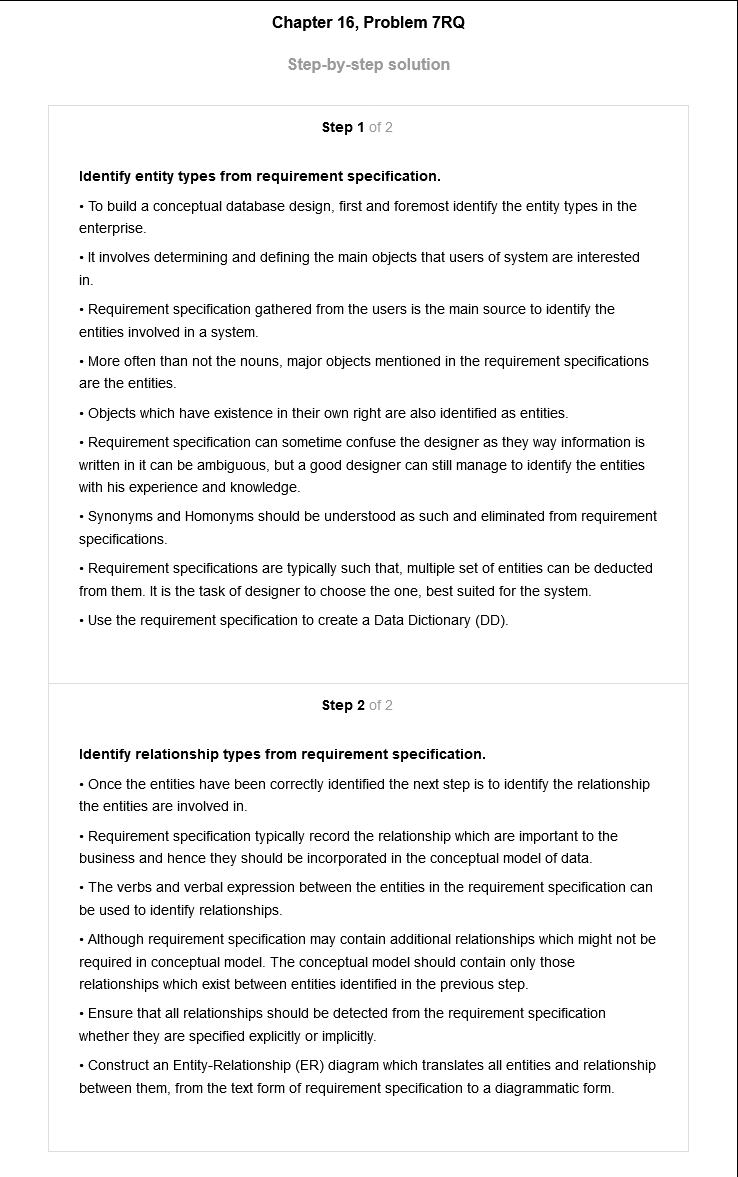 Chapter 16, Problem 7RQ
Step-by-step solution
Step 1 of 2
Identify entity types from requirement specification.
• To build a conceptual database design, first and foremost identify the entity types in the
enterprise.
• It involves determining and defining the main objects that users of system are interested
in.
• Requirement specification gathered from the users is the main source to identify the
entities involved in a system.
• More often than not the nouns, major objects mentioned in the requirement specifications
are the entities.
• Objects which have existence in their own right are also identified as entities.
• Requirement specification can sometime confuse the designer as they way information is
written in it can be ambiguous, but a good designer can still manage to identify the entities
with his experience and knowledge.
• Synonyms and Homonyms should be understood as such and eliminated from requirement
specifications.
• Requirement specifications are typically such that, multiple set of entities can be deducted
from them. It is the task of designer to choose the one, best suited for the system.
• Use the requirement specification to create a Data Dictionary (DD).
Step 2 of 2
Identify relationship types from requirement specification.
• Once the entities have been correctly identified the next step is to identify the relationship
the entities are involved in.
• Requirement specification typically record the relationship which are important to the
business and hence they should be incorporated in the conceptual model of data.
• The verbs and verbal expression between the entities in the requirement specification can
be used to identify relationships.
• Although requirement specification may contain additional relationships which might not be
required in conceptual model. The conceptual model should contain only those
relationships which exist between entities identified in the previous step.
• Ensure that all relationships should be detected from the requirement specification
whether they are specified explicitly or implicitly.
• Construct an Entity-Relationship (ER) diagram which translates all entities and relationship
between them, from the text form of requirement specification to a diagrammatic form.